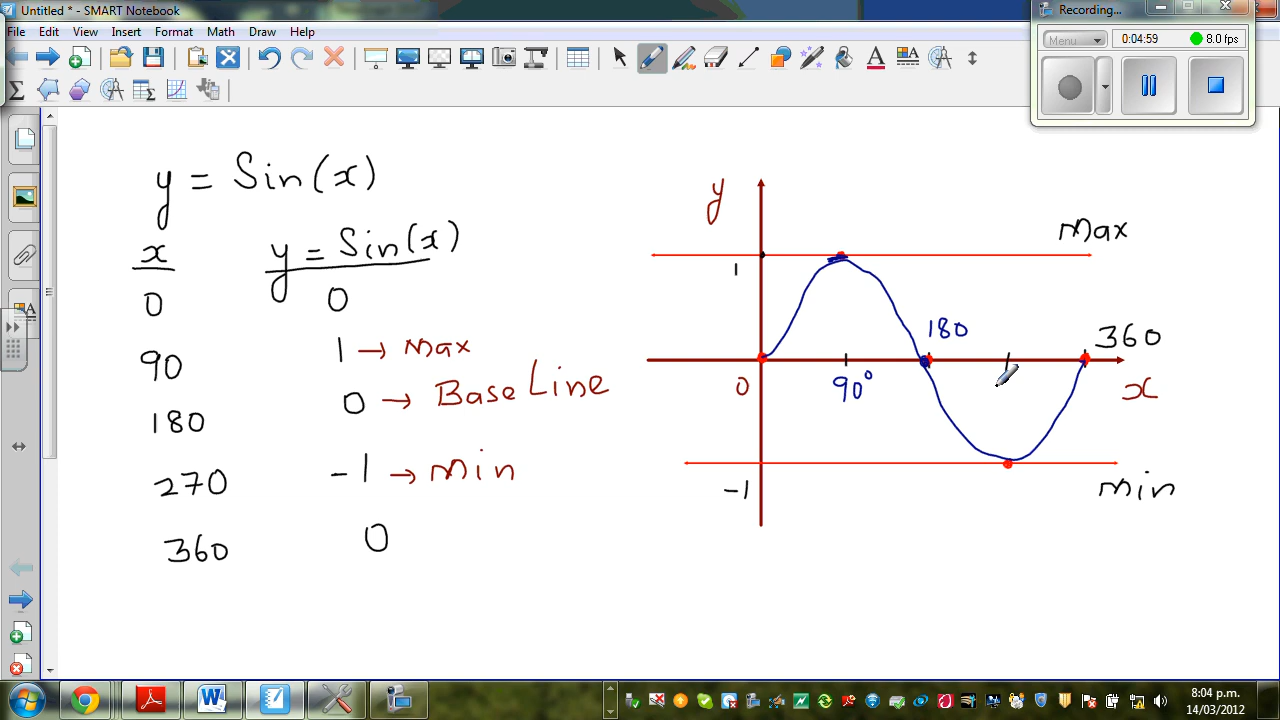 Untitled * - SMART Notebook
File Edit View Insert Format Math Draw Help
Recording...
Menu 0:04:59 8.0 fps
y = Sin(x)
x y = Sin(x)
0 0
90 1 → Max
180 0 → Base Line
270 -1 → Min
360 0
y
Max
1
180
360
0
90°
x
-1
Min
8:04 p.m.
14/03/2012